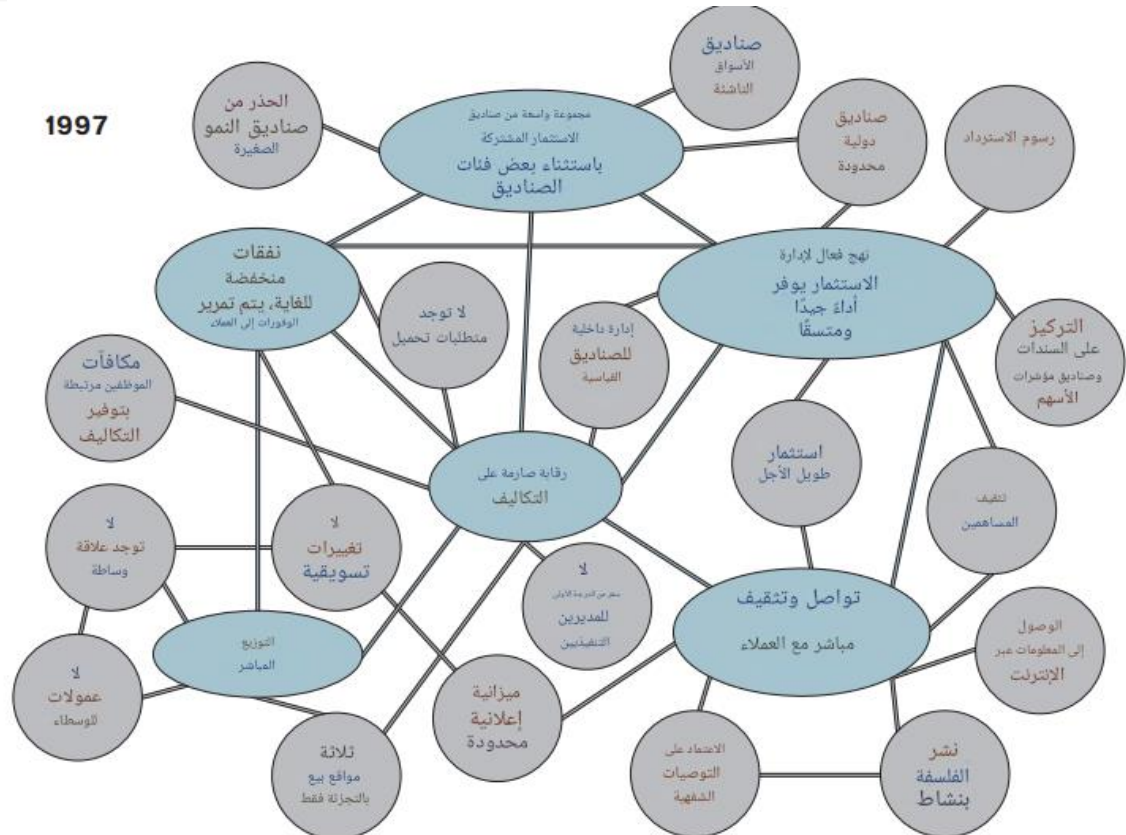 1997
صناديق
الأسواق
الناشئة
الحذر من
صناديق النمو
الصغيرة
مجموعة واسعة من صناديق
الاستثمار المشتركة
باستثناء بعض فئات
الصناديق
صناديق
دولية
محدودة
رسوم الاسترداد
نفقات
منخفضة
للغاية، يتم تمرير
الوفورات إلى العملاء
نهج فعال لإدارة
الاستثمار يوفر
أداءً جيدًا
ومتسقًا
لا توجد
متطلبات تحميل
إدارة داخلية
للصناديق
القياسية
التركيز
على السندات
وصناديق مؤشرات
الأسهم
مكافآت
الموظفين مرتبطة
بتوفير
التكاليف
رقابة صارمة على
التكاليف
استثمار
طويل الأجل
تثقيف
المساهمين
لا
توجد علاقة
وساطة
لا
تغييرات
تسويقية
لا
سفر من الدرجة الأولى
للمديرين
التنفيذيين
تواصل وتثقيف
مباشر مع العملاء
التوزيع
المباشر
الوصول
إلى المعلومات عبر
الإنترنت
لا
عمولات
للوسطاء
ميزانية
إعلانية
محدودة
ثلاثة
مواقع بيع
بالتجزئة فقط
الاعتماد على
التوصيات
الشفهية
نشر
الفلسفة
بنشاط